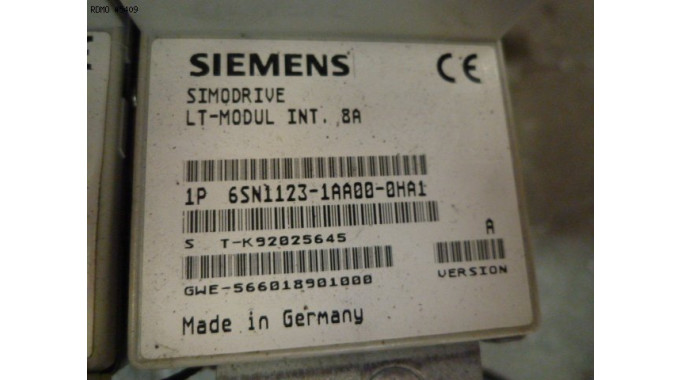 SIEMENS
CE
SIMODRIVE
LT-MODUL INT. 8A
1P 6SN1123-1AA00-0HA1
S T-K92025645
A
VERSION
GWE-566018901000
Made in Germany